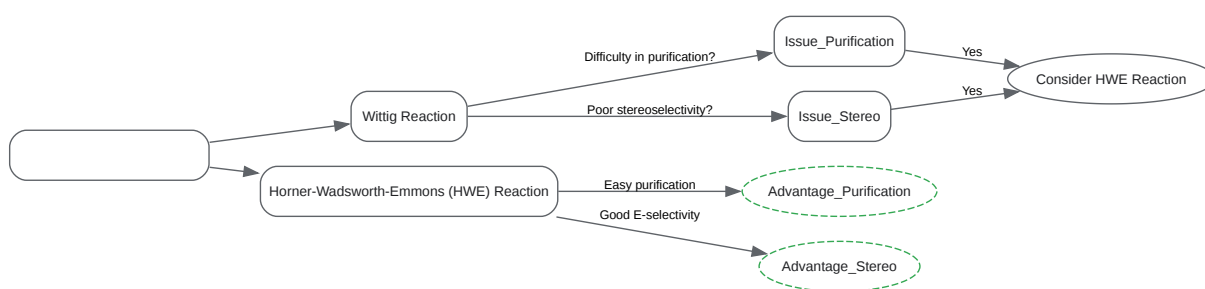 Issue_Purification
Difficulty in purification?
Yes
Consider HWE Reaction
Yes
Wittig Reaction
Poor stereoselectivity?
Issue_Stereo
Horner-Wadsworth-Emmons (HWE) Reaction
Easy purification
Advantage_Purification
Good E-selectivity
Advantage_Stereo